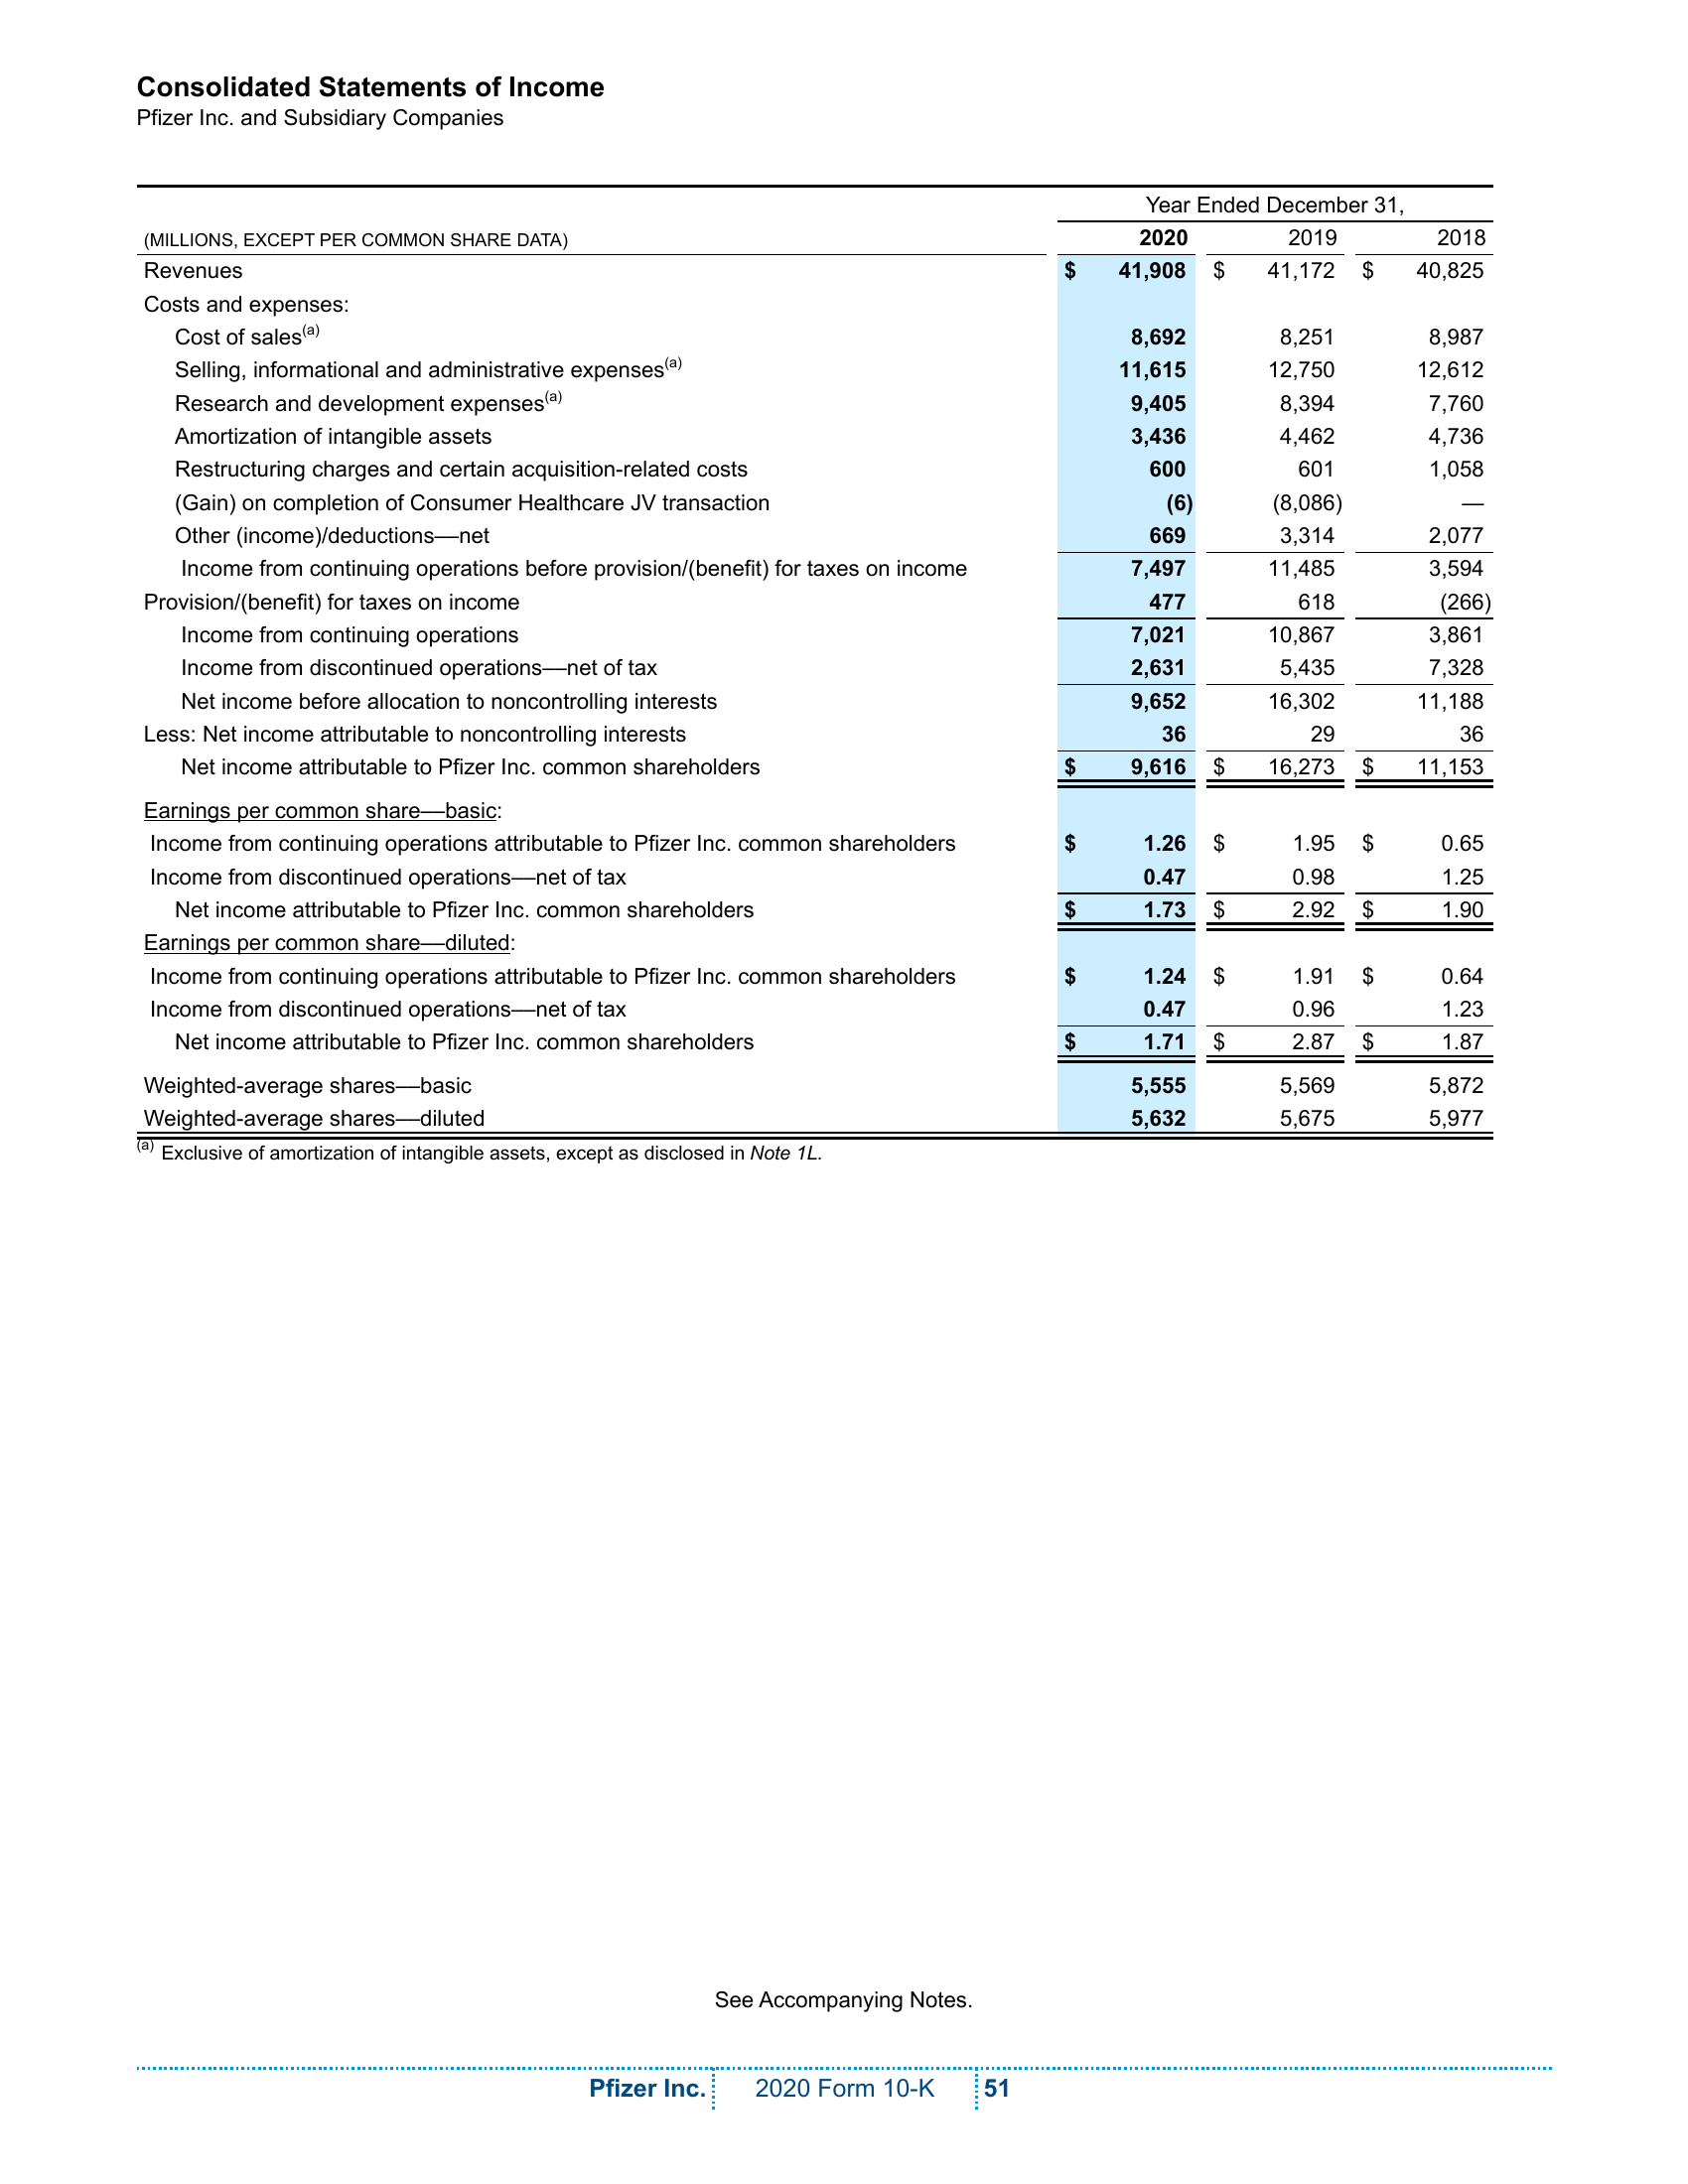 Consolidated Statements of Income
Pfizer Inc. and Subsidiary Companies
Year Ended December 31,
(MILLIONS, EXCEPT PER COMMON SHARE DATA) 2020 2019 2018
Revenues $ 41,908 $ 41,172 $ 40,825
Costs and expenses:
Cost of sales(a) 8,692 8,251 8,987
Selling, informational and administrative expenses(a) 11,615 12,750 12,612
Research and development expenses(a) 9,405 8,394 7,760
Amortization of intangible assets 3,436 4,462 4,736
Restructuring charges and certain acquisition-related costs 600 601 1,058
(Gain) on completion of Consumer Healthcare JV transaction (6) (8,086) —
Other (income)/deductions––net 669 3,314 2,077
Income from continuing operations before provision/(benefit) for taxes on income 7,497 11,485 3,594
Provision/(benefit) for taxes on income 477 618 (266)
Income from continuing operations 7,021 10,867 3,861
Income from discontinued operations––net of tax 2,631 5,435 7,328
Net income before allocation to noncontrolling interests 9,652 16,302 11,188
Less: Net income attributable to noncontrolling interests 36 29 36
Net income attributable to Pfizer Inc. common shareholders $ 9,616 $ 16,273 $ 11,153
Earnings per common share––basic:
Income from continuing operations attributable to Pfizer Inc. common shareholders $ 1.26 $ 1.95 $ 0.65
Income from discontinued operations––net of tax 0.47 0.98 1.25
Net income attributable to Pfizer Inc. common shareholders $ 1.73 $ 2.92 $ 1.90
Earnings per common share––diluted:
Income from continuing operations attributable to Pfizer Inc. common shareholders $ 1.24 $ 1.91 $ 0.64
Income from discontinued operations––net of tax 0.47 0.96 1.23
Net income attributable to Pfizer Inc. common shareholders $ 1.71 $ 2.87 $ 1.87
Weighted-average shares––basic 5,555 5,569 5,872
Weighted-average shares––diluted 5,632 5,675 5,977
(a) Exclusive of amortization of intangible assets, except as disclosed in Note 1L.
See Accompanying Notes.
Pfizer Inc. 2020 Form 10-K 51